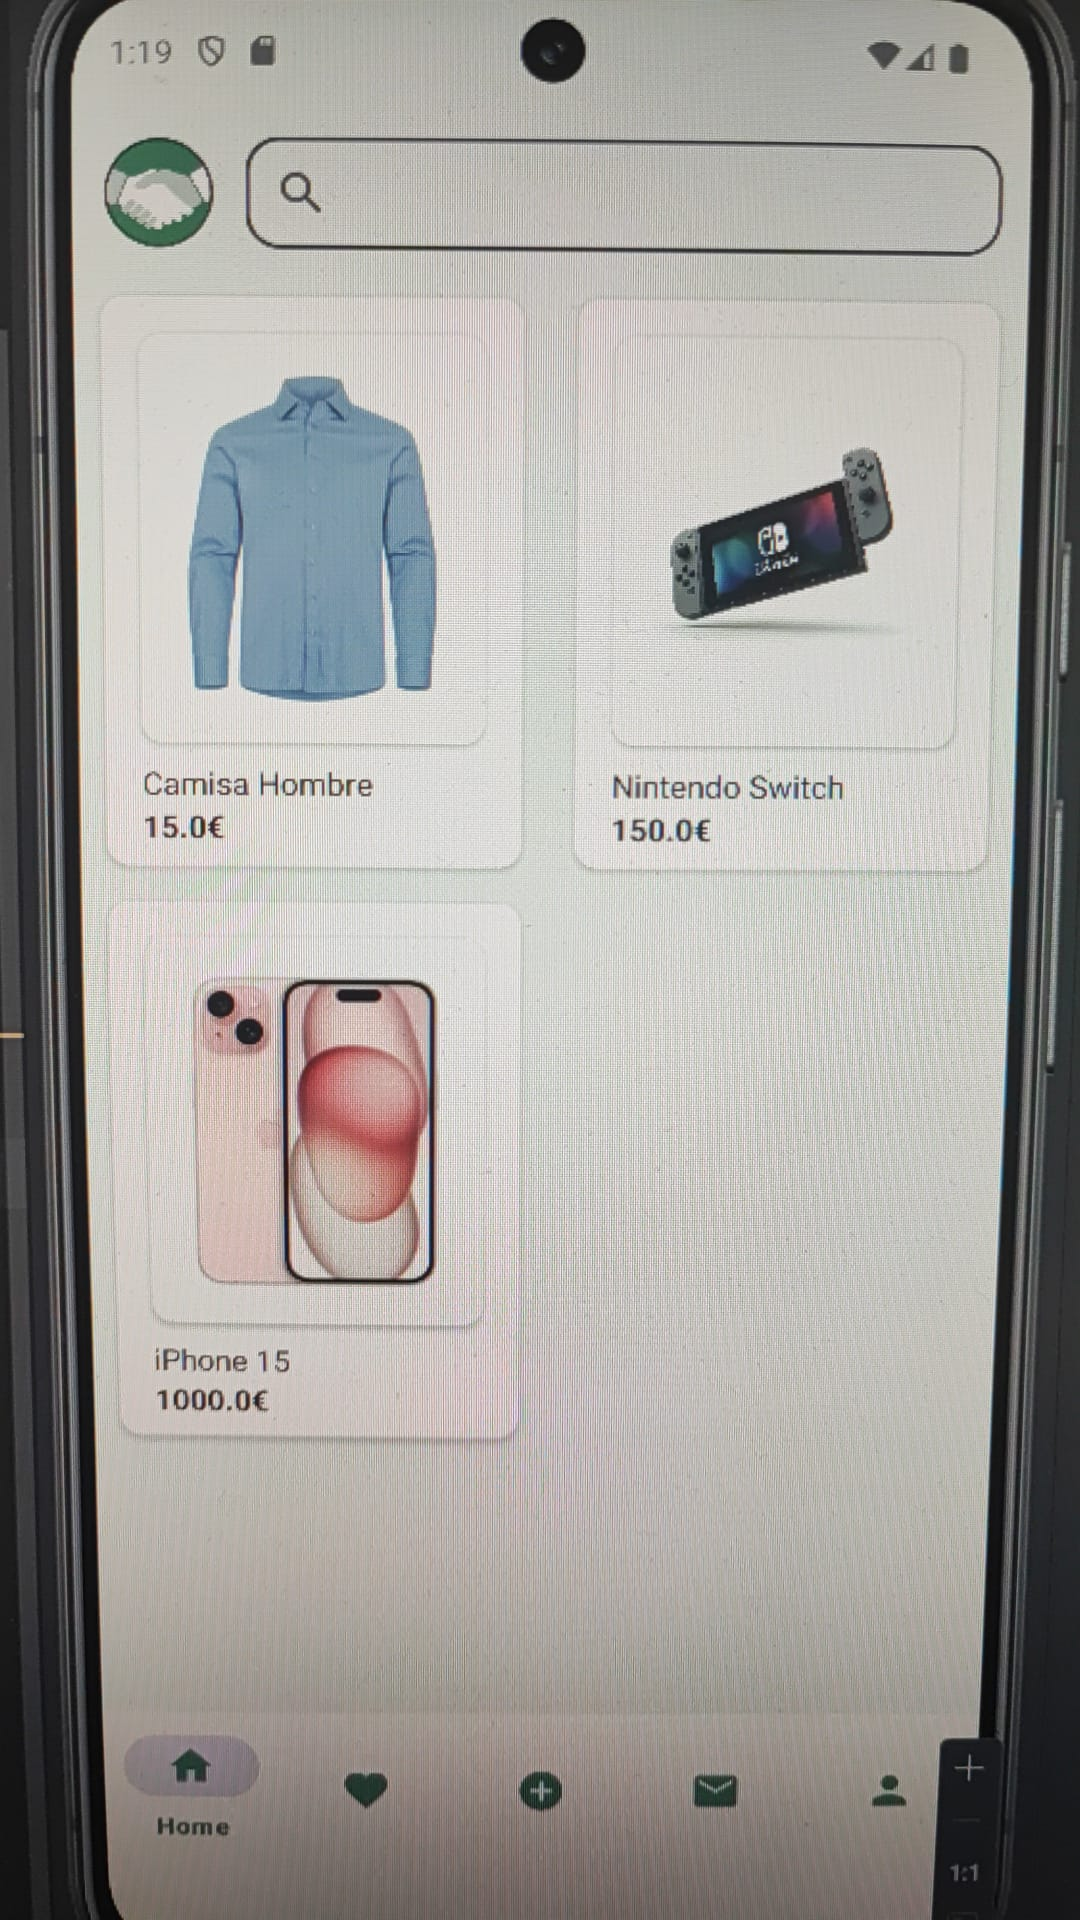 1:19
Camisa Hombre
15.0€
Nintendo Switch
150.0€
iPhone 15
1000.0€
Home
1:1